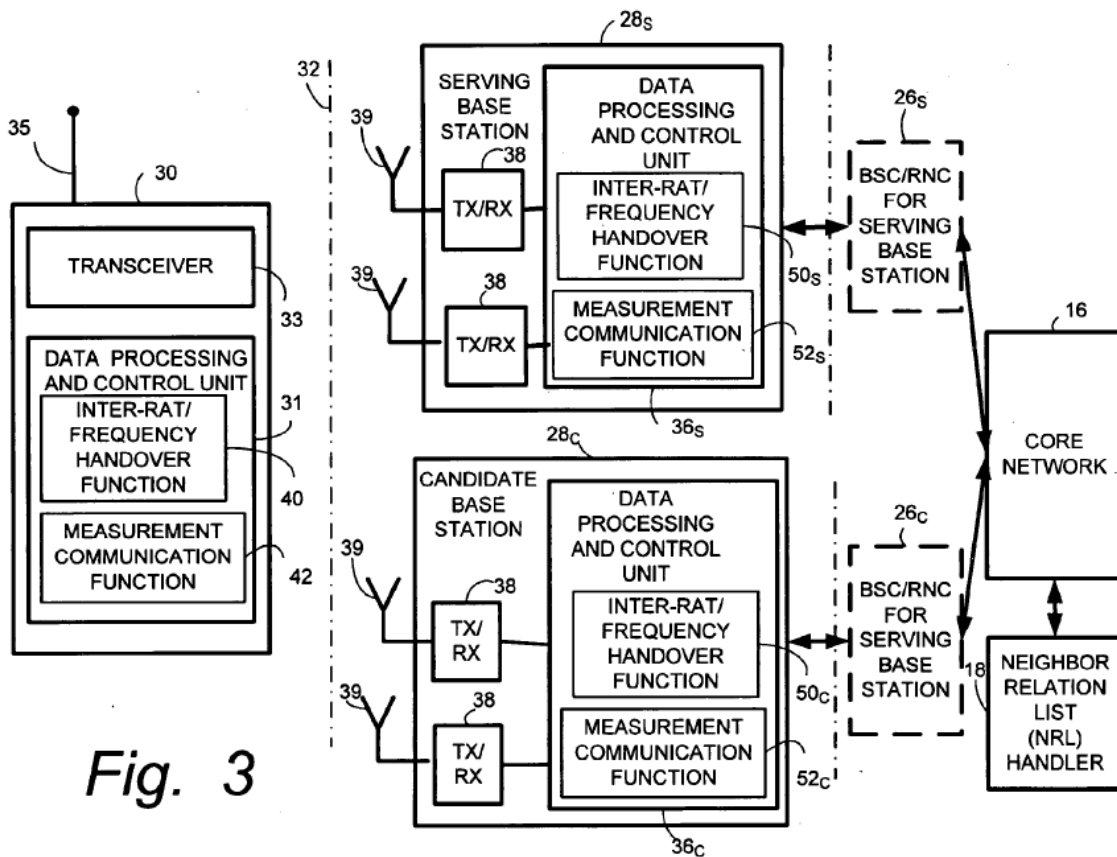 28S
32
SERVING
BASE
STATION
DATA
PROCESSING
AND CONTROL
UNIT
26S
35
39
38
30
TX/RX
INTER-RAT/
FREQUENCY
HANDOVER
FUNCTION
BSC/RNC
FOR
SERVING
BASE
STATION
TRANSCEIVER
39
38
50S
33
TX/RX
MEASUREMENT
COMMUNICATION
FUNCTION
16
52S
DATA PROCESSING
AND CONTROL UNIT
31
36S
INTER-RAT/
FREQUENCY
HANDOVER
FUNCTION
28C
CORE
NETWORK
40
CANDIDATE
BASE
STATION
DATA
PROCESSING
AND CONTROL
UNIT
MEASUREMENT
COMMUNICATION
FUNCTION
26C
42
39
38
TX/
RX
INTER-RAT/
FREQUENCY
HANDOVER
FUNCTION
BSC/RNC
FOR
SERVING
BASE
STATION
39
38
50C
18
NEIGHBOR
RELATION
LIST
(NRL)
HANDLER
TX/
RX
MEASUREMENT
COMMUNICATION
FUNCTION
52C
Fig. 3
36C